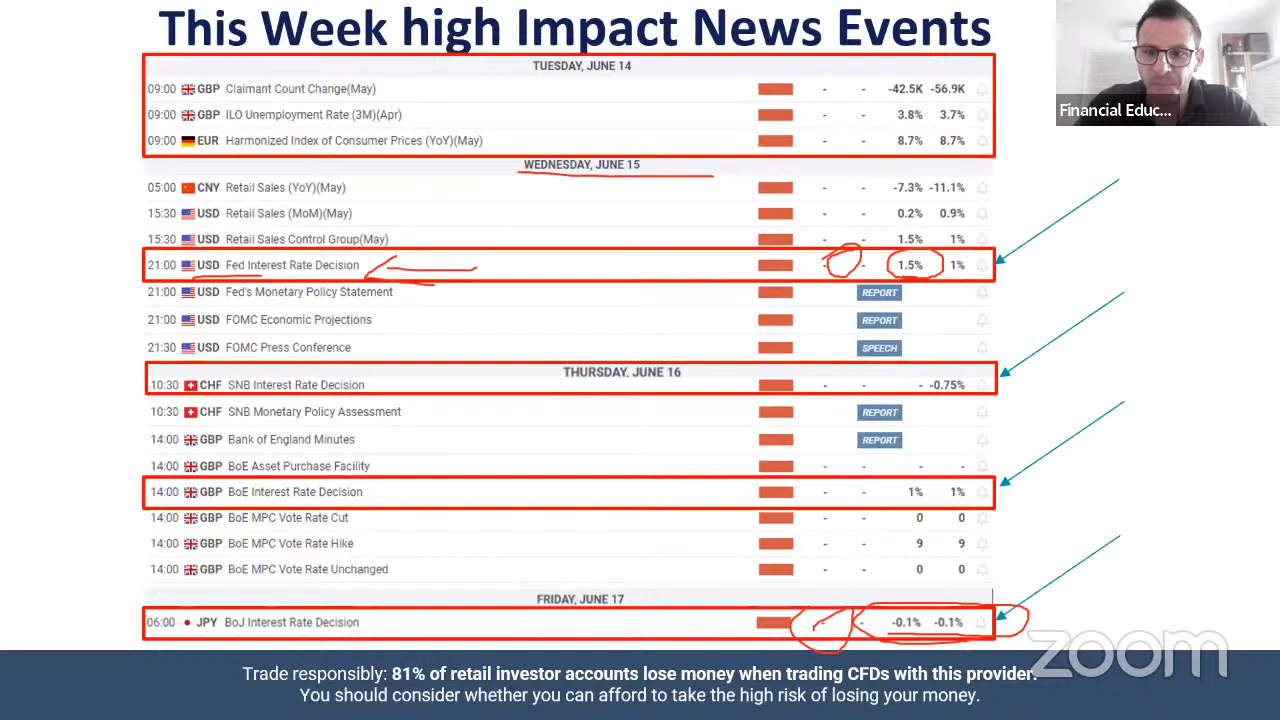 This Week high Impact News Events
Financial Educ...
TUESDAY, JUNE 14
09:00 GBP Claimant Count Change(May) - - -42.5K -56.9K
09:00 GBP ILO Unemployment Rate (3M)(Apr) - - 3.8% 3.7%
09:00 EUR Harmonized Index of Consumer Prices (YoY)(May) - - 8.7% 8.7%
WEDNESDAY, JUNE 15
05:00 CNY Retail Sales (YoY)(May) - - -7.3% -11.1%
15:30 USD Retail Sales (MoM)(May) - - 0.2% 0.9%
15:30 USD Retail Sales Control Group(May) - - 1.5% 1%
21:00 USD Fed Interest Rate Decision - - 1.5% 1%
21:00 USD Fed's Monetary Policy Statement REPORT
21:00 USD FOMC Economic Projections REPORT
21:30 USD FOMC Press Conference SPEECH
THURSDAY, JUNE 16
10:30 CHF SNB Interest Rate Decision - - - -0.75%
10:30 CHF SNB Monetary Policy Assessment REPORT
14:00 GBP Bank of England Minutes REPORT
14:00 GBP BoE Asset Purchase Facility - - - -
14:00 GBP BoE Interest Rate Decision - - 1% 1%
14:00 GBP BoE MPC Vote Rate Cut - - 0 0
14:00 GBP BoE MPC Vote Rate Hike - - 9 9
14:00 GBP BoE MPC Vote Rate Unchanged - - 0 0
FRIDAY, JUNE 17
06:00 JPY BoJ Interest Rate Decision - - -0.1% -0.1%
zoom
Trade responsibly: 81% of retail investor accounts lose money when trading CFDs with this provider.
You should consider whether you can afford to take the high risk of losing your money.